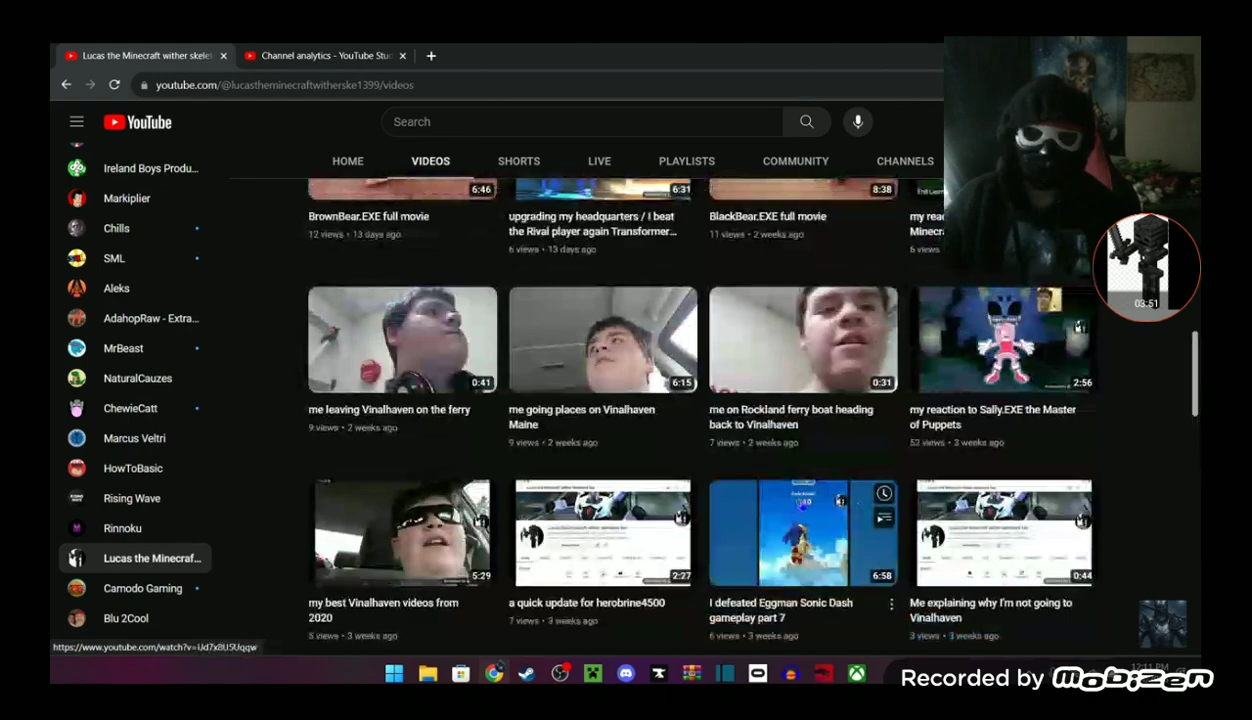 Lucas the Minecraft wither skele
Channel analytics - YouTube Stud
youtube.com/@lucastheminecraftwitherske1399/videos
YouTube
Search
HOME
VIDEOS
SHORTS
LIVE
PLAYLISTS
COMMUNITY
CHANNELS
Ireland Boys Produ...
Markiplier
Chills
SML
Aleks
AdahopRaw - Extra...
MrBeast
NaturalCauzes
ChewieCatt
Marcus Veltri
HowToBasic
Rising Wave
Rinnoku
Lucas the Minecraf...
Camodo Gaming
Blu 2Cool
6:46
6:31
8:38
BrownBear.EXE full movie
12 views • 13 days ago
upgrading my headquarters / I beat
the Rival player again Transformer...
6 views • 13 days ago
BlackBear.EXE full movie
11 views • 2 weeks ago
my rea
Minecr
6 views
03:51
0:41
6:15
0:31
2:56
me leaving Vinalhaven on the ferry
9 views • 2 weeks ago
me going places on Vinalhaven
Maine
9 views • 2 weeks ago
me on Rockland ferry boat heading
back to Vinalhaven
7 views • 2 weeks ago
my reaction to Sally.EXE the Master
of Puppets
52 views • 3 weeks ago
5:29
2:27
6:58
0:44
my best Vinalhaven videos from
2020
5 views • 3 weeks ago
a quick update for herobrine4500
7 views • 3 weeks ago
I defeated Eggman Sonic Dash
gameplay part 7
6 views • 3 weeks ago
Me explaining why I'm not going to
Vinalhaven
3 views • 3 weeks ago
12:11 PM
Recorded by Mobizen